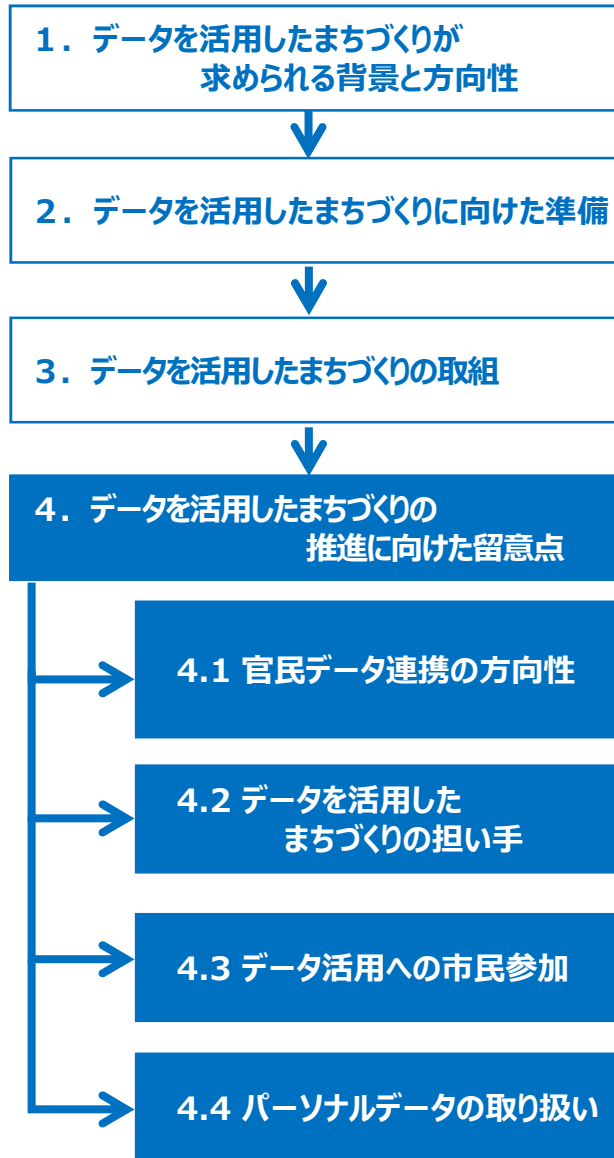 1．データを活用したまちづくりが
求められる背景と方向性
2．データを活用したまちづくりに向けた準備
3．データを活用したまちづくりの取組
4．データを活用したまちづくりの
推進に向けた留意点
4.1 官民データ連携の方向性
4.2 データを活用した
まちづくりの担い手
4.3 データ活用への市民参加
4.4 パーソナルデータの取り扱い